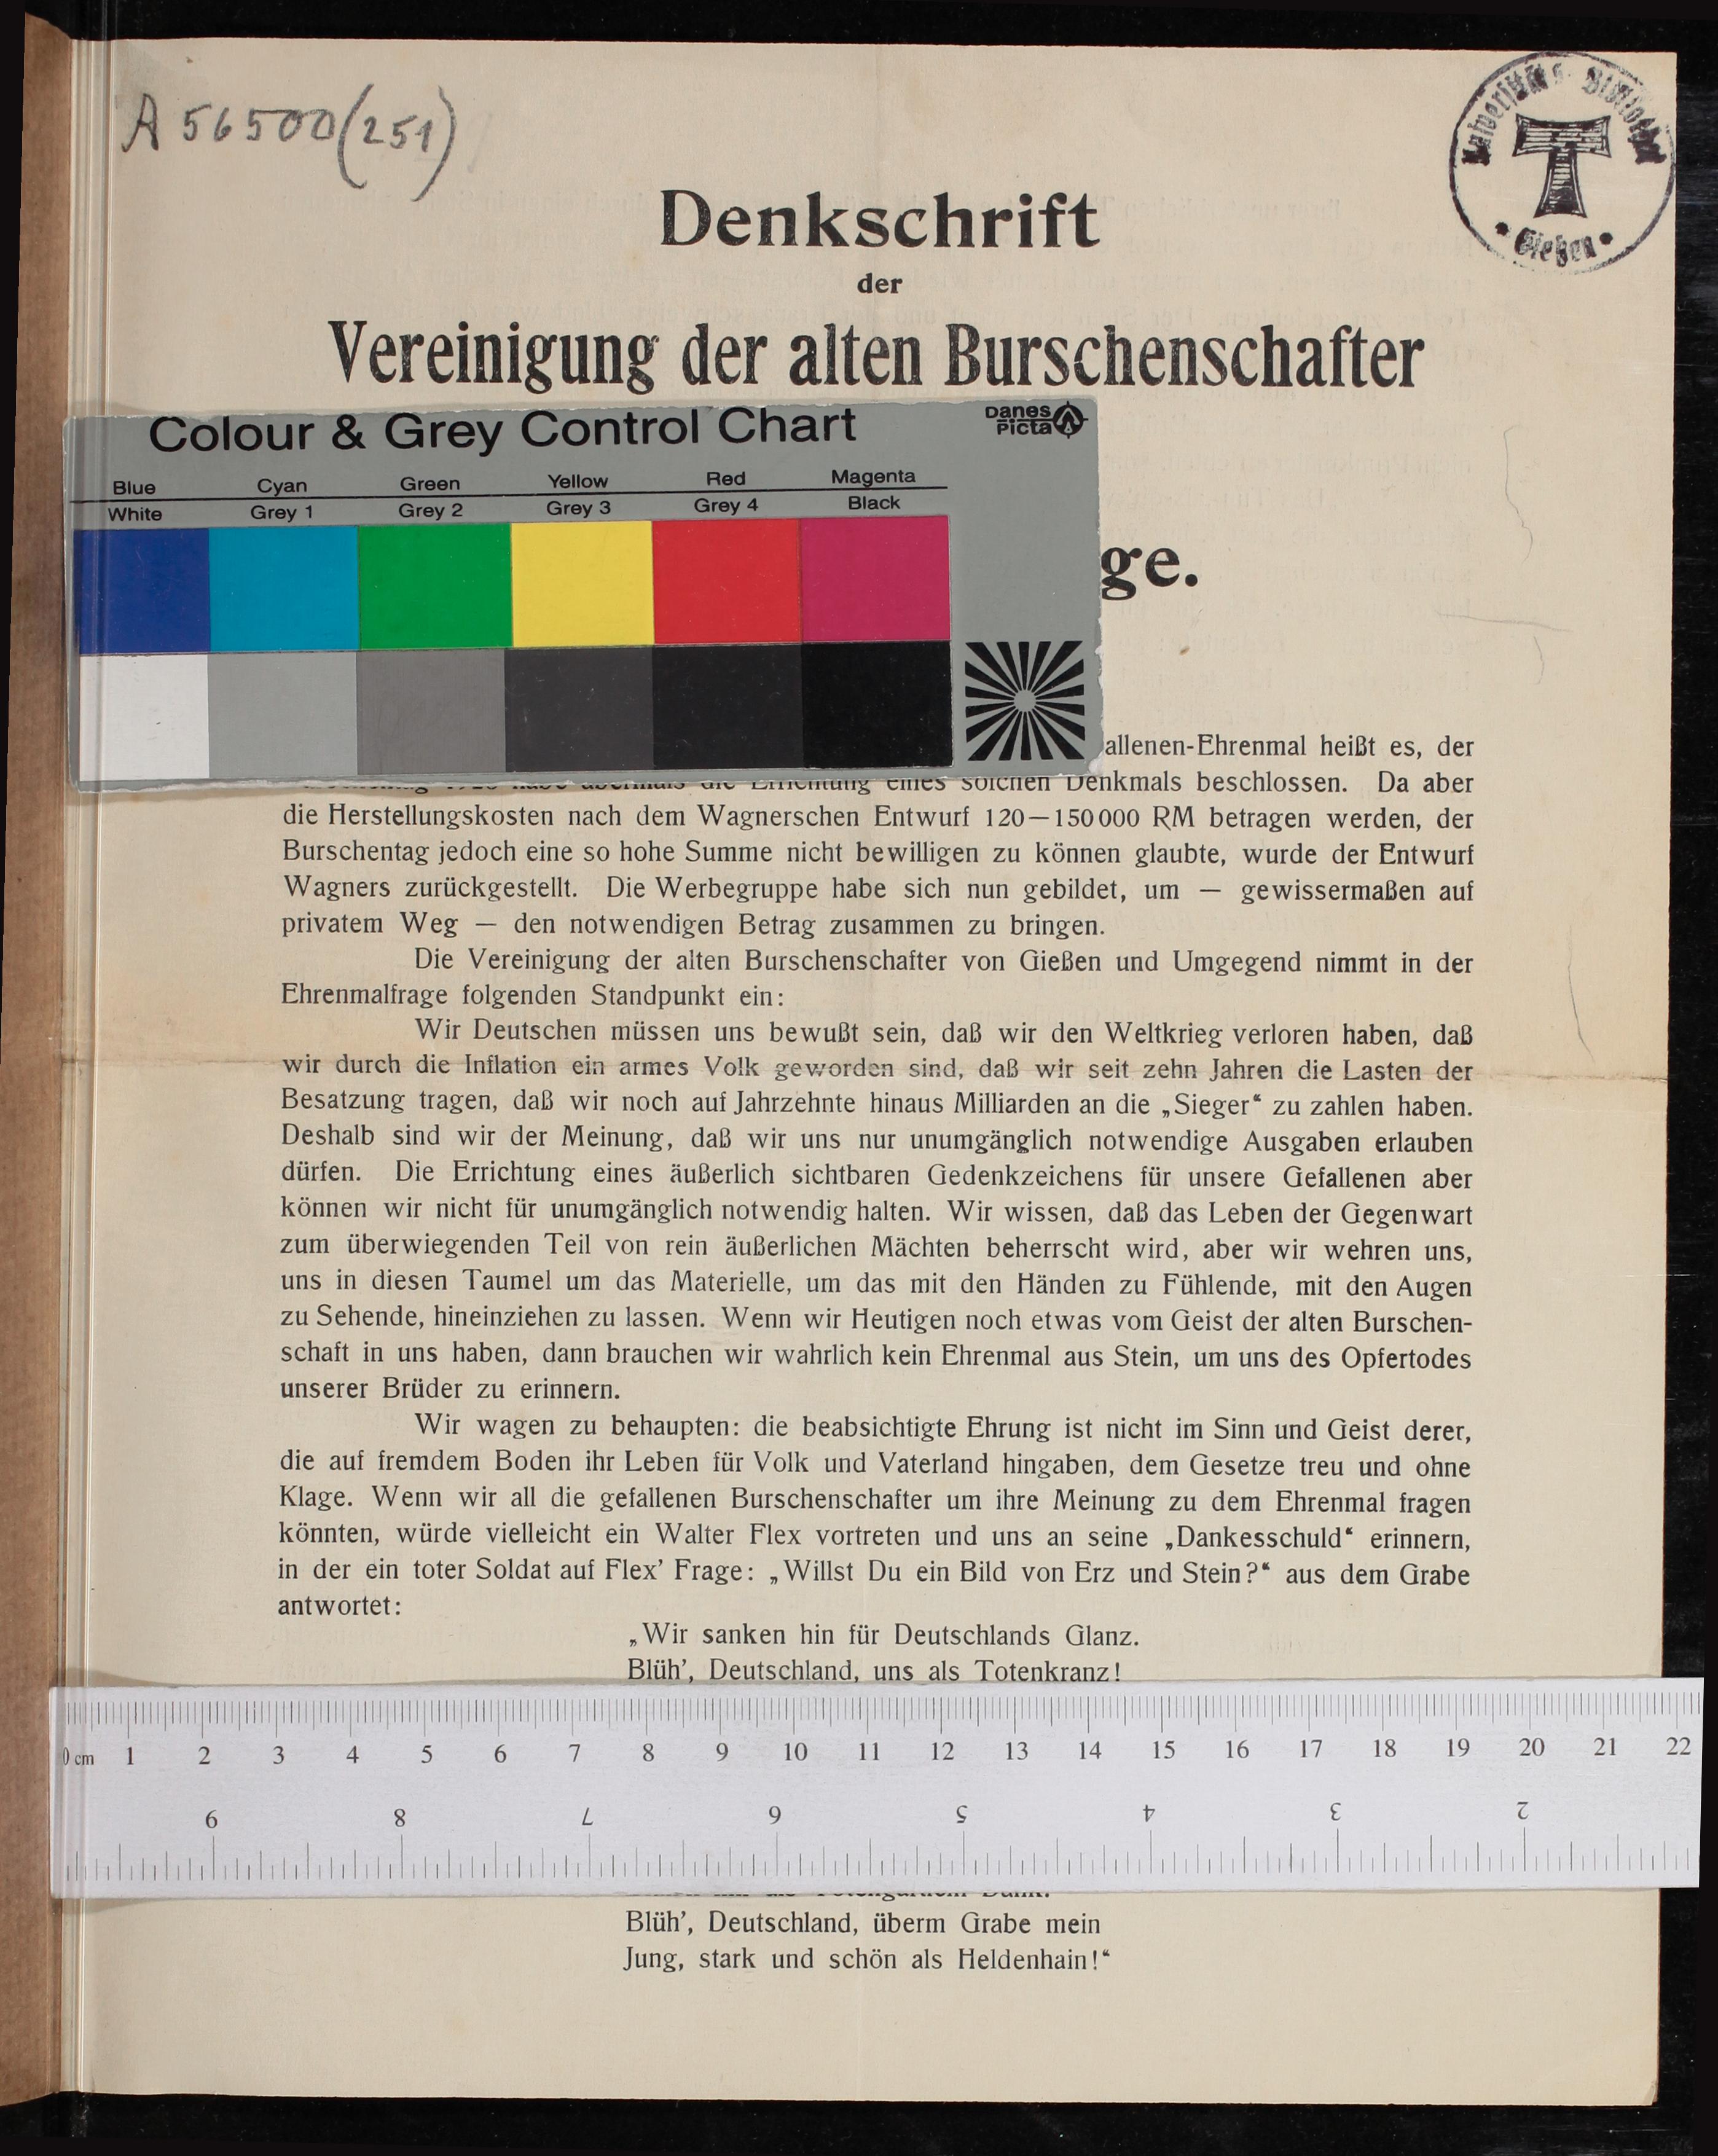 A 56500 (251)
Universitäts-Bibliothek
Gießen
Denkschrift
der
Vereinigung der alten Burschenschafter
Colour & Grey Control Chart
Danes
Picta
Blue Cyan Green Yellow Red Magenta
White Grey 1 Grey 2 Grey 3 Grey 4 Black
ge.
allenen-Ehrenmal heißt es, der
habe abermals die Errichtung eines solchen Denkmals beschlossen. Da aber
die Herstellungskosten nach dem Wagnerschen Entwurf 120—150000 RM betragen werden, der
Burschentag jedoch eine so hohe Summe nicht bewilligen zu können glaubte, wurde der Entwurf
Wagners zurückgestellt. Die Werbegruppe habe sich nun gebildet, um — gewissermaßen auf
privatem Weg — den notwendigen Betrag zusammen zu bringen.
Die Vereinigung der alten Burschenschafter von Gießen und Umgegend nimmt in der
Ehrenmalfrage folgenden Standpunkt ein:
Wir Deutschen müssen uns bewußt sein, daß wir den Weltkrieg verloren haben, daß
wir durch die Inflation ein armes Volk geworden sind, daß wir seit zehn Jahren die Lasten der
Besatzung tragen, daß wir noch auf Jahrzehnte hinaus Milliarden an die „Sieger“ zu zahlen haben.
Deshalb sind wir der Meinung, daß wir uns nur unumgänglich notwendige Ausgaben erlauben
dürfen. Die Errichtung eines äußerlich sichtbaren Gedenkzeichens für unsere Gefallenen aber
können wir nicht für unumgänglich notwendig halten. Wir wissen, daß das Leben der Gegenwart
zum überwiegenden Teil von rein äußerlichen Mächten beherrscht wird, aber wir wehren uns,
uns in diesen Taumel um das Materielle, um das mit den Händen zu Fühlende, mit den Augen
zu Sehende, hineinziehen zu lassen. Wenn wir Heutigen noch etwas vom Geist der alten Burschen-
schaft in uns haben, dann brauchen wir wahrlich kein Ehrenmal aus Stein, um uns des Opfertodes
unserer Brüder zu erinnern.
Wir wagen zu behaupten: die beabsichtigte Ehrung ist nicht im Sinn und Geist derer,
die auf fremdem Boden ihr Leben für Volk und Vaterland hingaben, dem Gesetze treu und ohne
Klage. Wenn wir all die gefallenen Burschenschafter um ihre Meinung zu dem Ehrenmal fragen
könnten, würde vielleicht ein Walter Flex vortreten und uns an seine „Dankesschuld“ erinnern,
in der ein toter Soldat auf Flex’ Frage: „Willst Du ein Bild von Erz und Stein?“ aus dem Grabe
antwortet:
„Wir sanken hin für Deutschlands Glanz.
Blüh’, Deutschland, uns als Totenkranz!
0 cm 1 2 3 4 5 6 7 8 9 10 11 12 13 14 15 16 17 18 19 20 21 22
9 8 7 6 5 4 3 2
Blüh’, Deutschland, überm Grabe mein
Jung, stark und schön als Heldenhain!“